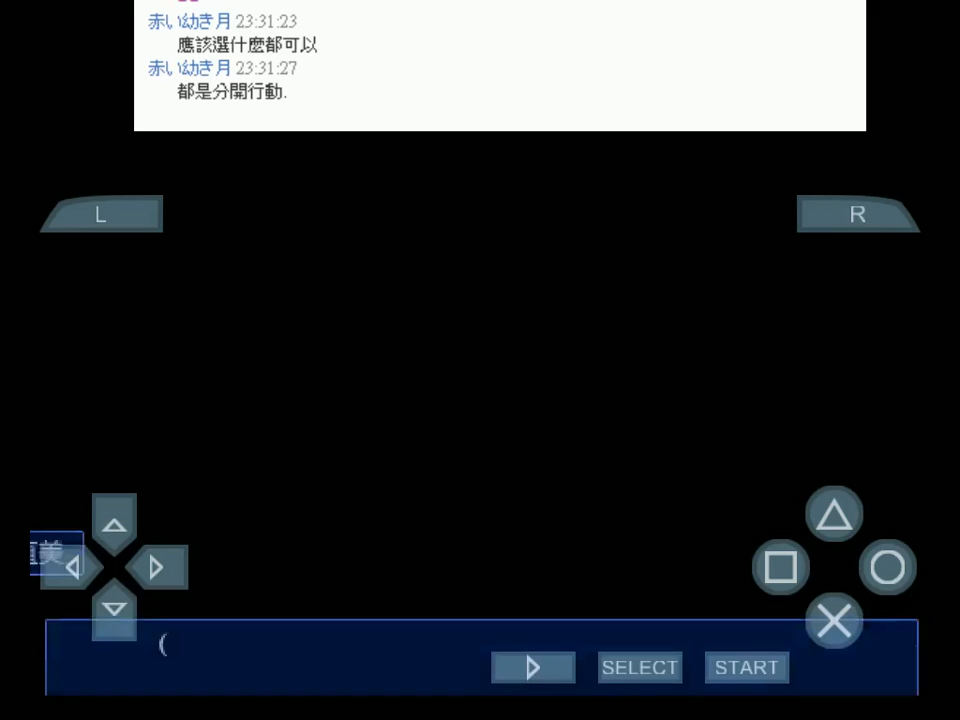 赤い幼き月 23:31:23
應該選什麼都可以
赤い幼き月 23:31:27
都是分開行動.
L
R
美
(
SELECT
START